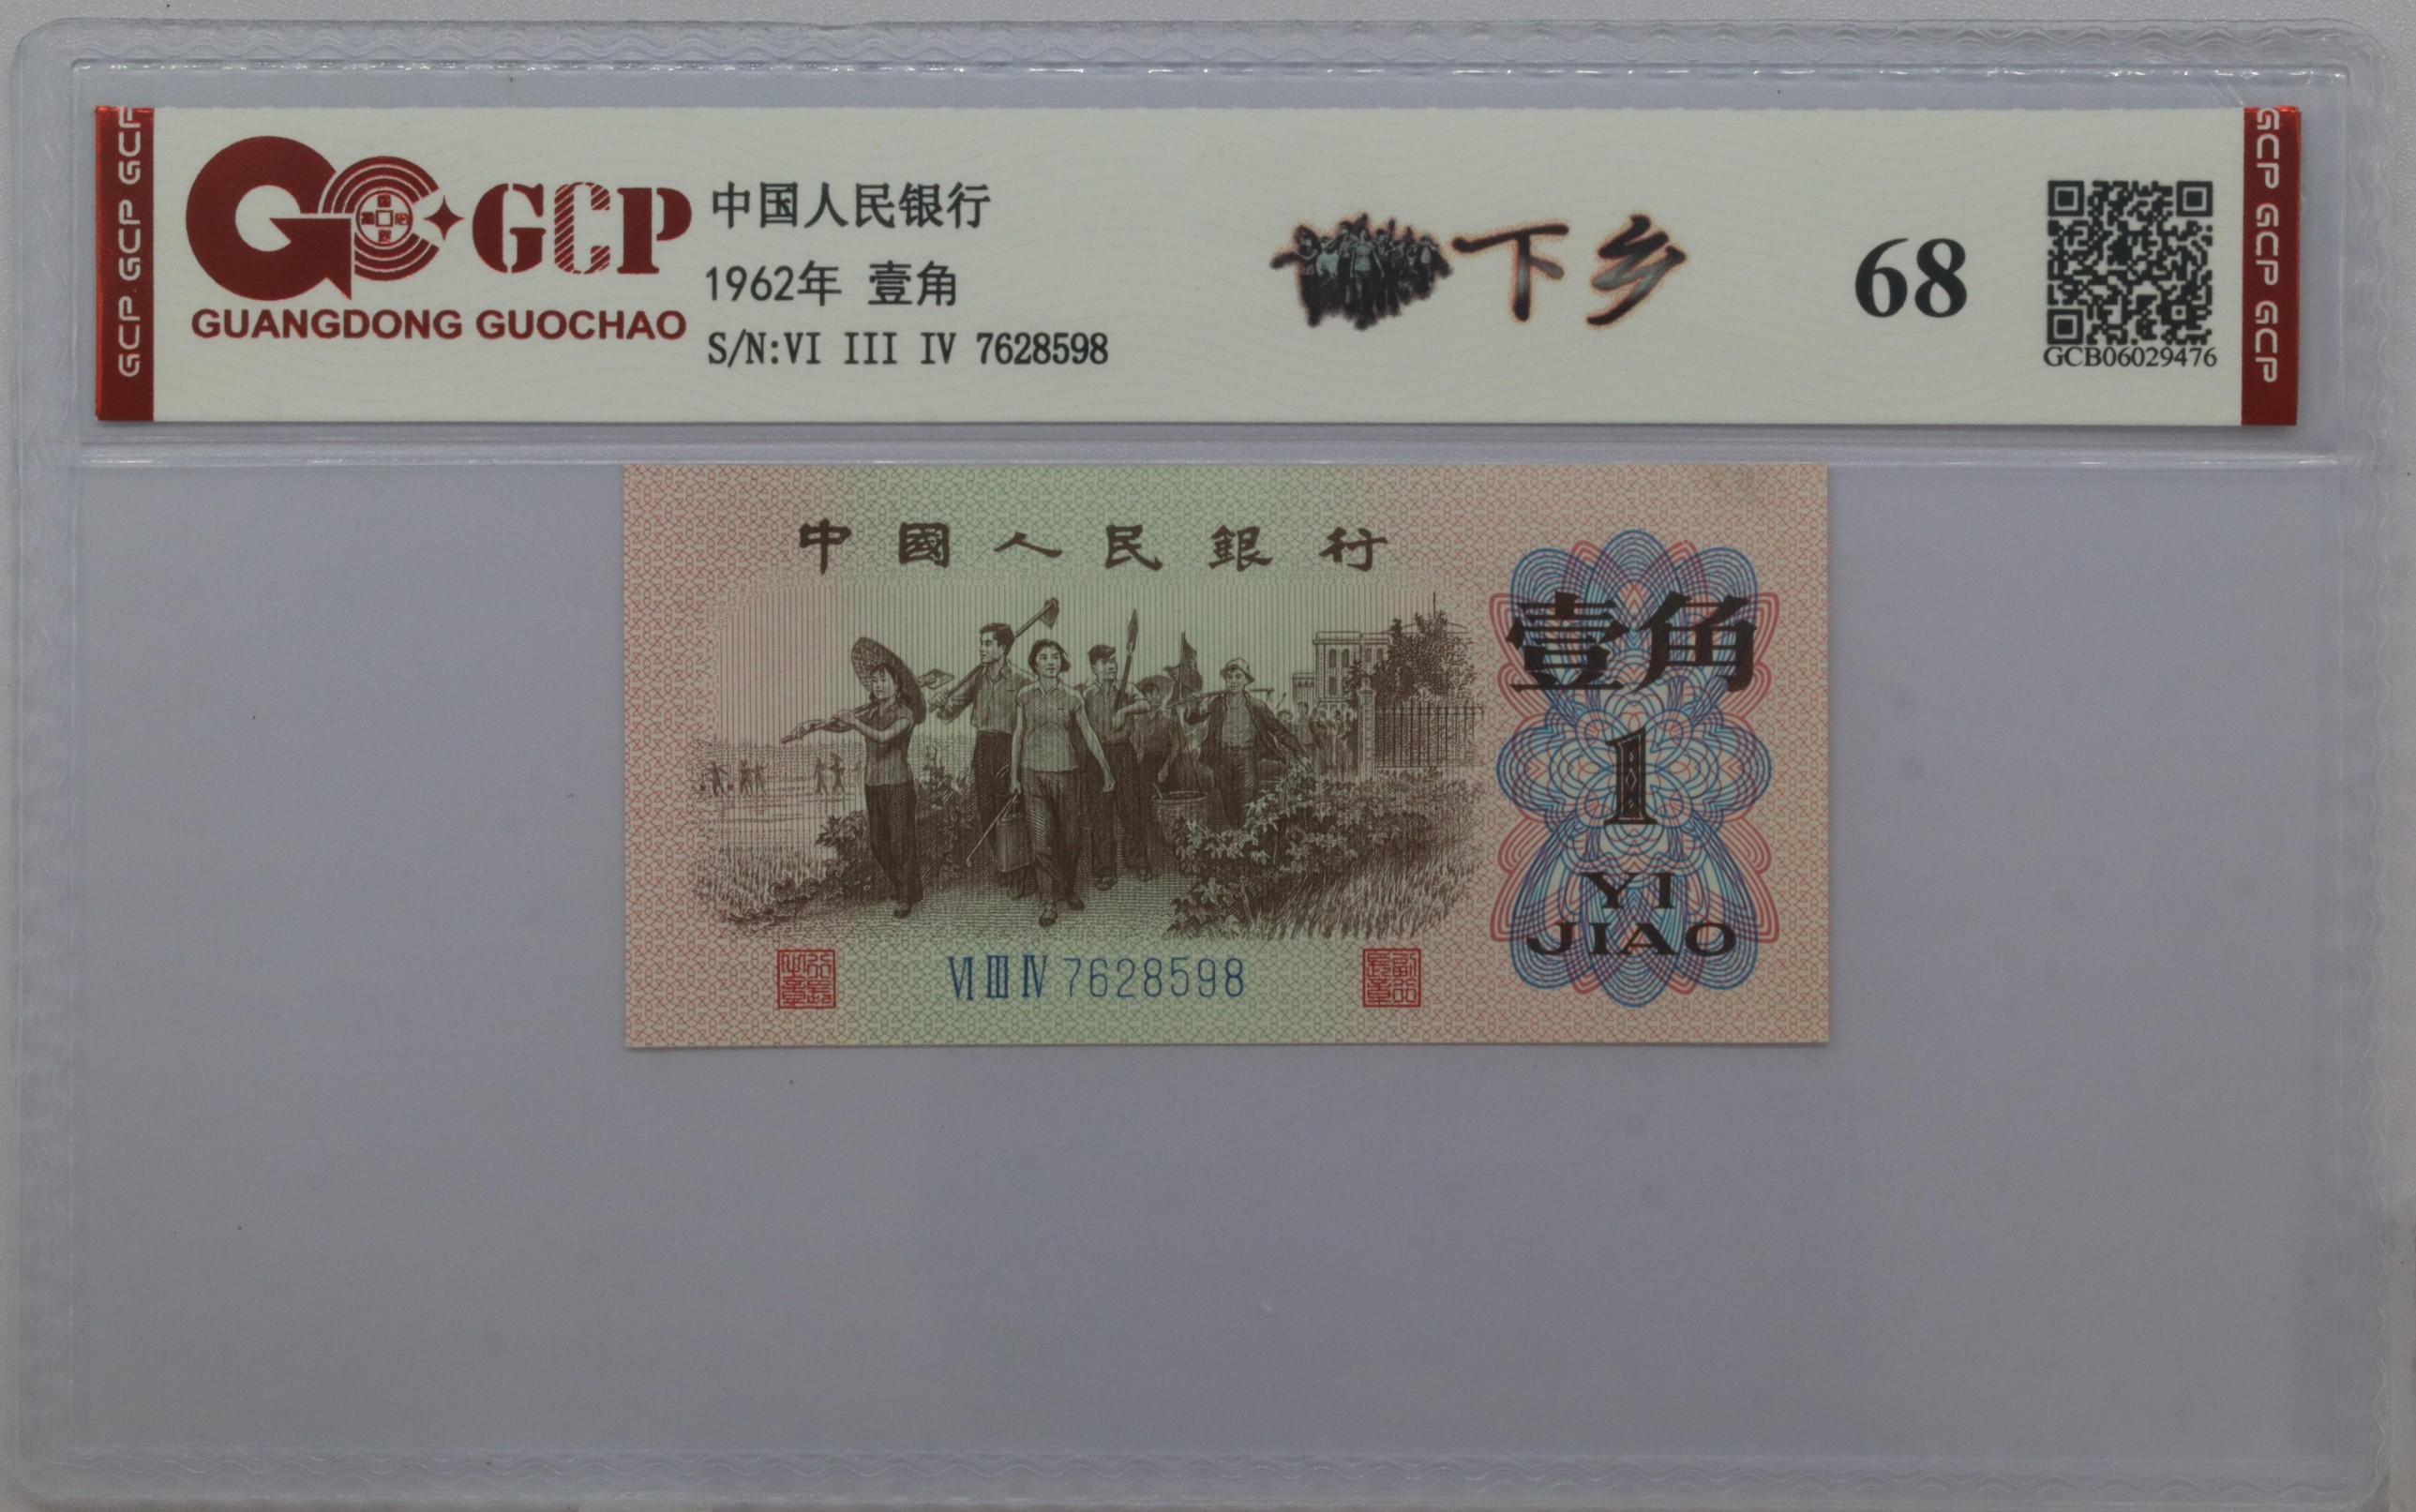 GCP GCP GCP
GCP
GUANGDONG GUOCHAO
中国人民银行
1962年 壹角
S/N:VI III IV 7628598
下乡
68
GCB06029476
GCP GCP GCP
中國人民銀行
壹角
1
YI
JIAO
VI III IV 7628598